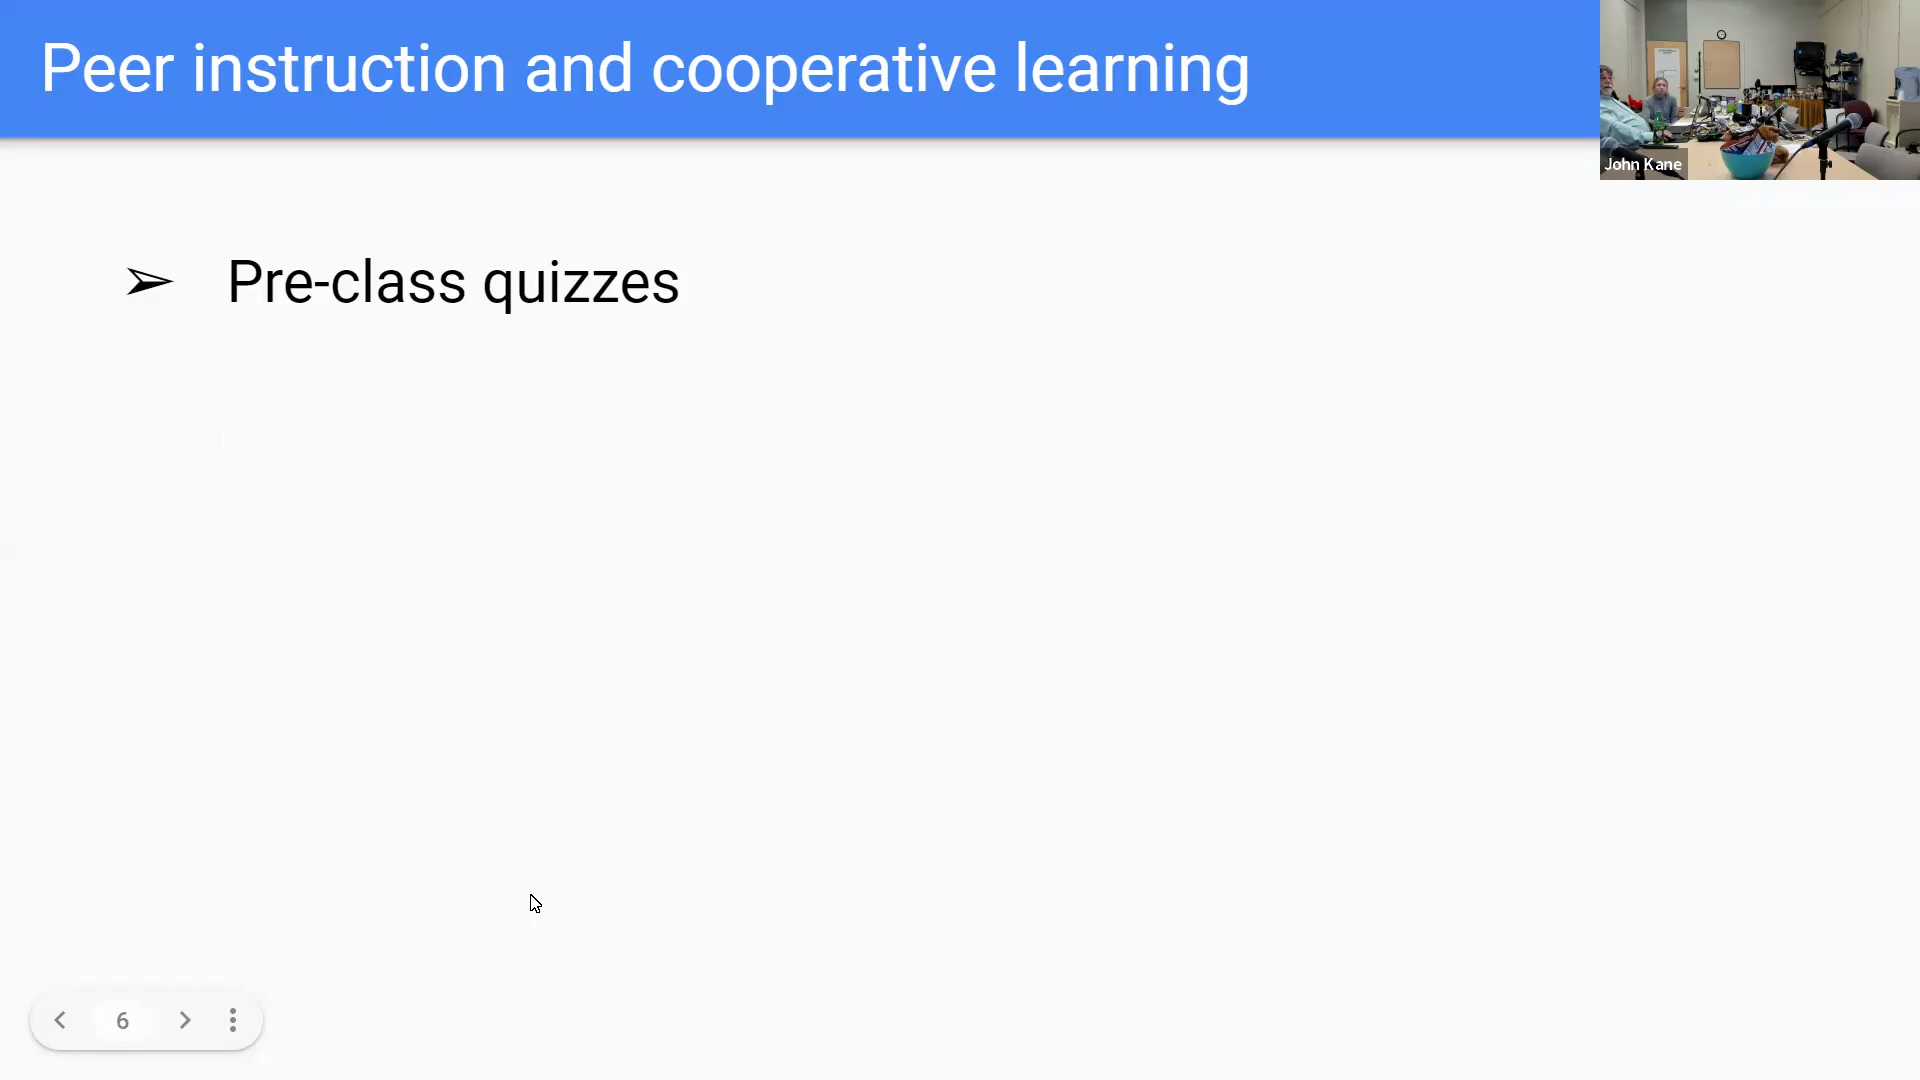 Peer instruction and cooperative learning
John Kane
➢ Pre-class quizzes
6